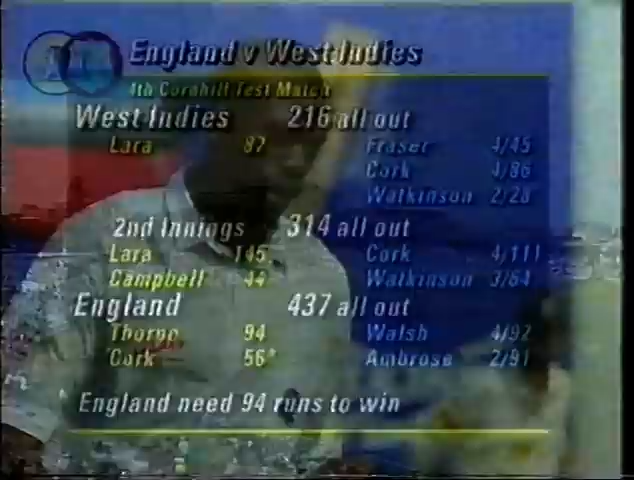 England v West Indies
4th Cornhill Test Match
West Indies 216 all out
Lara 87 Fraser 4/45
Cork 4/86
Watkinson 2/28
2nd Innings 314 all out
Lara 145 Cork 4/111
Campbell 44 Watkinson 3/64
England 437 all out
Thorpe 94 Walsh 4/92
Cork 56* Ambrose 2/91
England need 94 runs to win